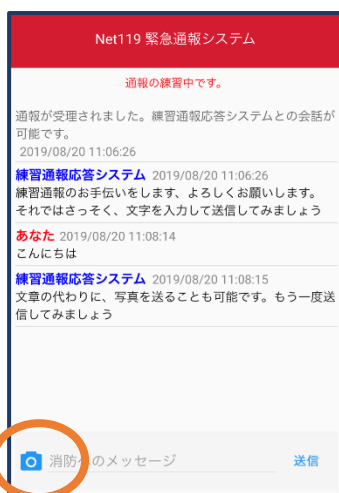 Net119 緊急通報システム
通報の練習中です。
通報が受理されました。練習通報応答システムとの会話が
可能です。
2019/08/20 11:06:26
練習通報応答システム 2019/08/20 11:06:26
練習通報のお手伝いをします、よろしくお願いします。
それではさっそく、文字を入力して送信してみましょう
あなた 2019/08/20 11:08:14
こんにちは
練習通報応答システム 2019/08/20 11:08:15
文章の代わりに、写真を送ることも可能です。もう一度送
信してみましょう
消防へのメッセージ 送信